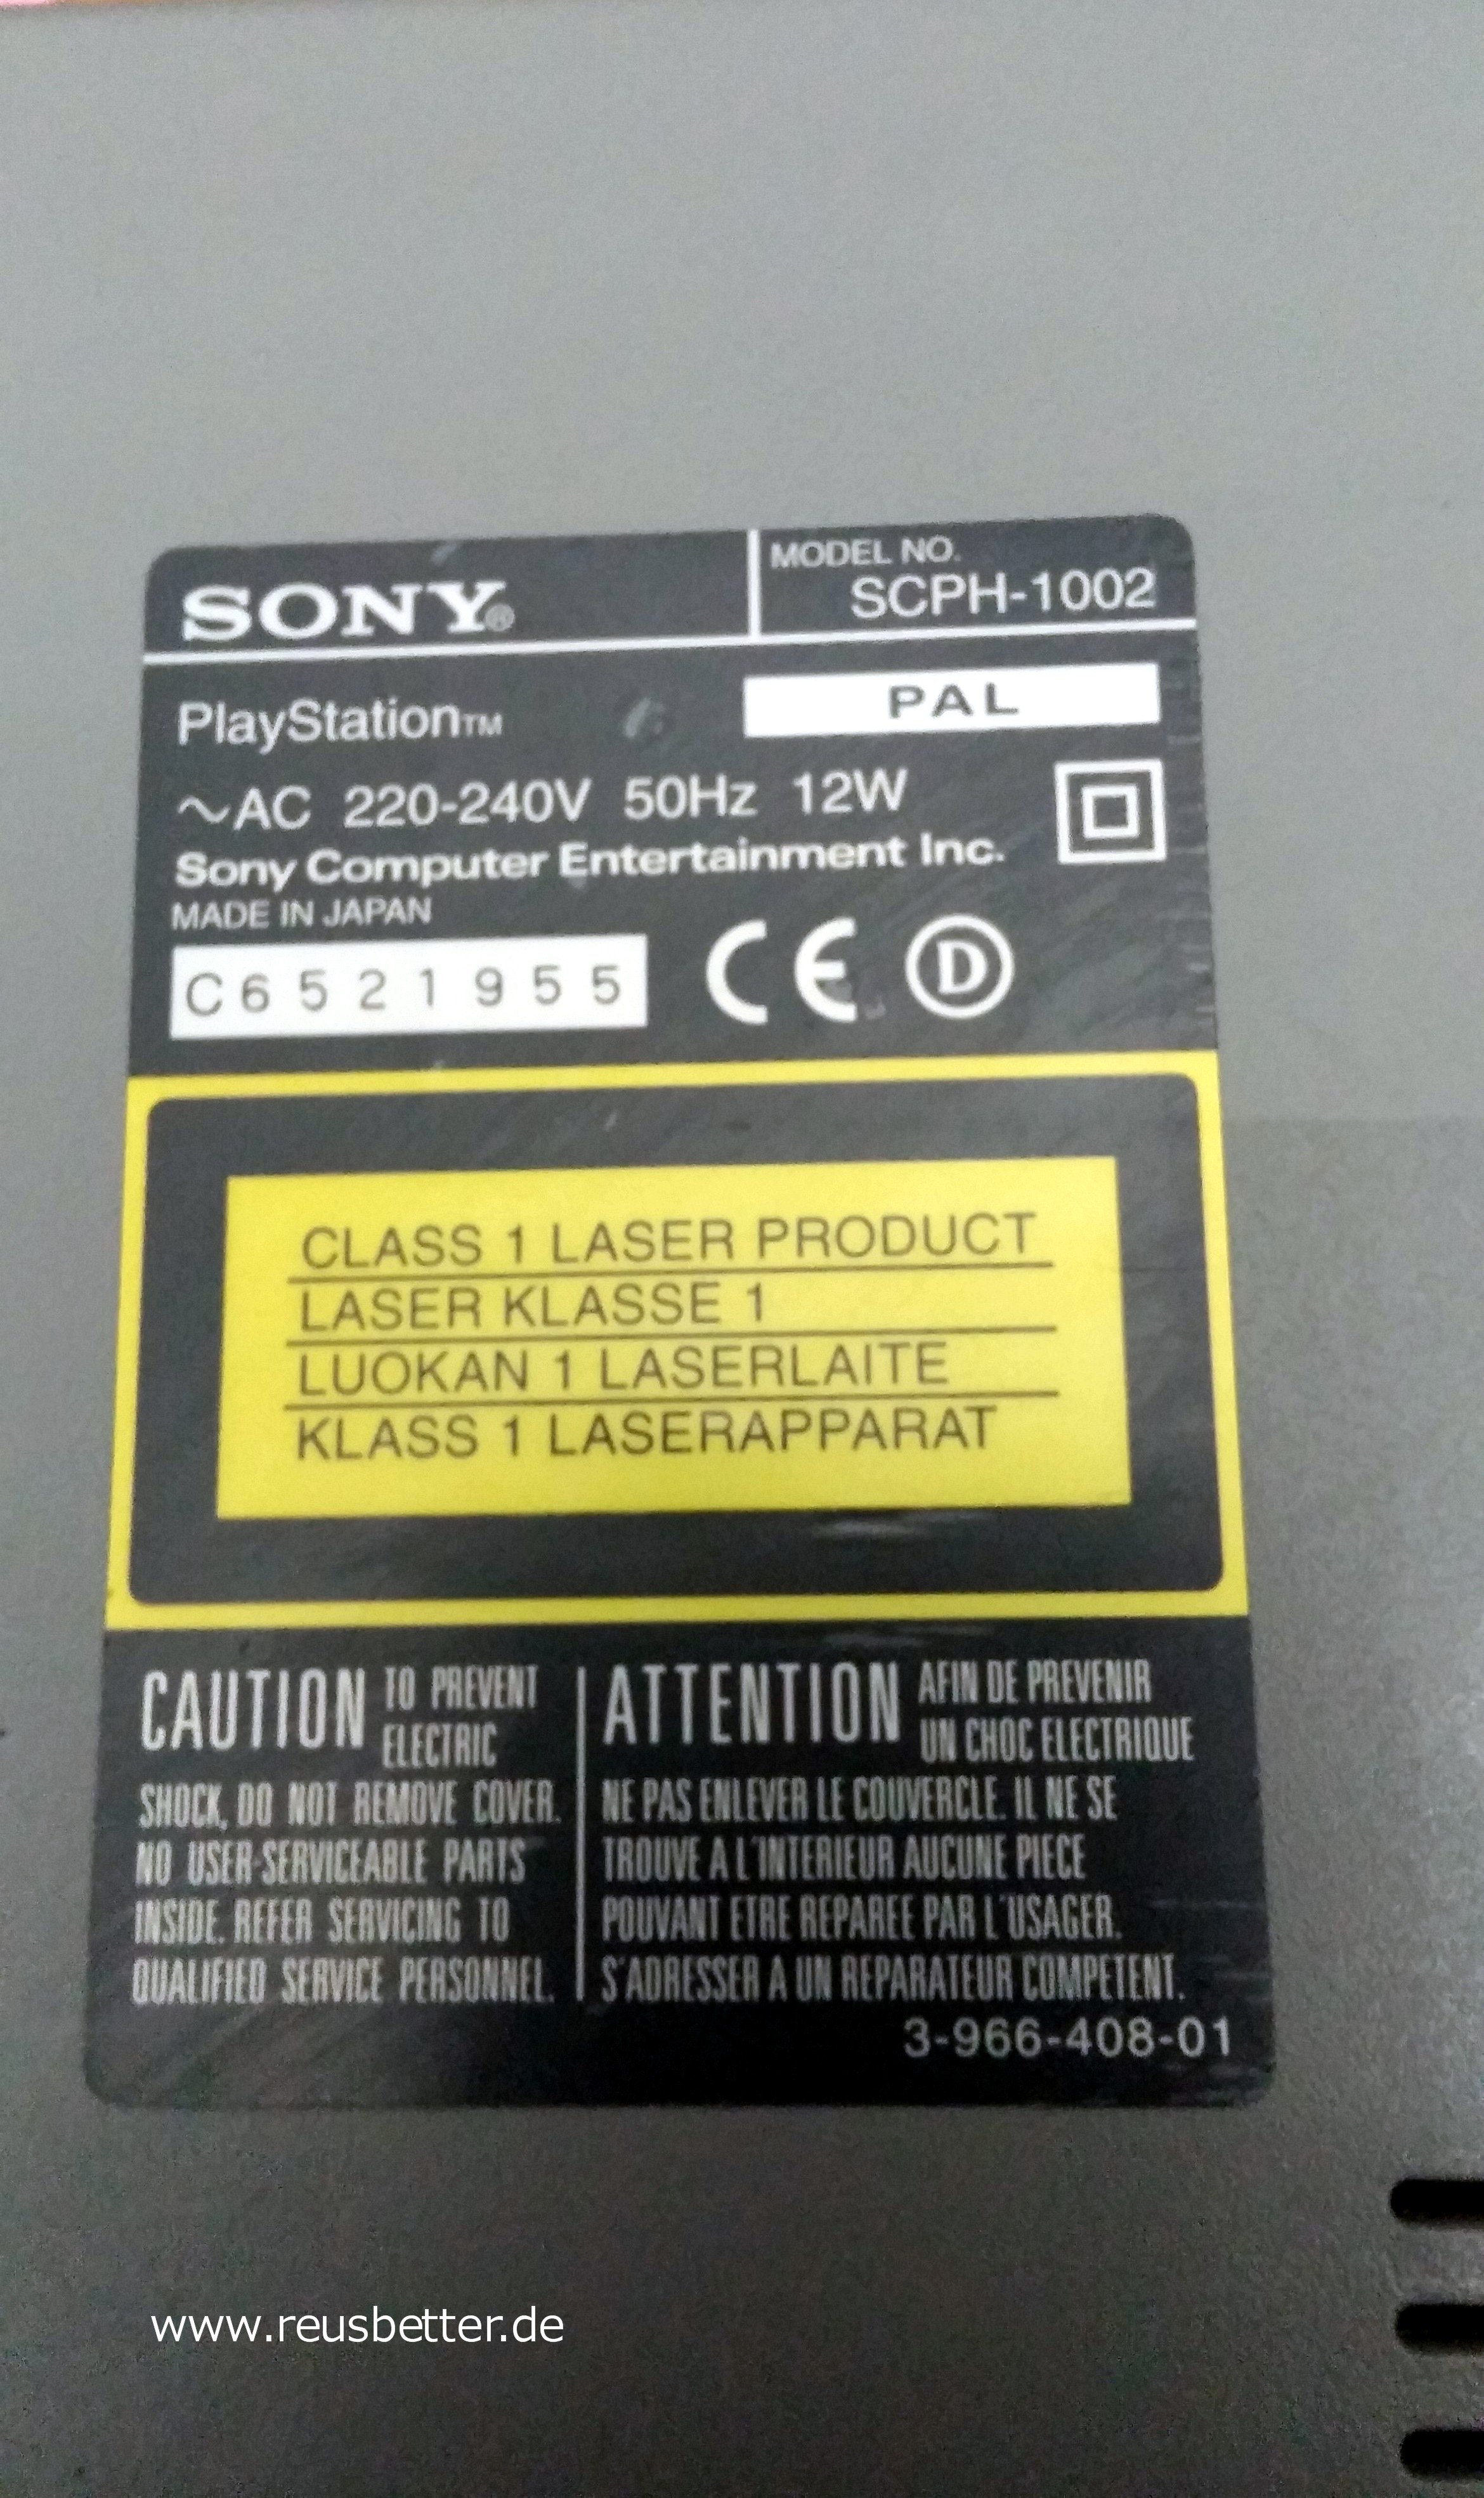 SONY®
MODEL NO.
SCPH-1002
PlayStation™
PAL
~AC 220-240V 50Hz 12W
Sony Computer Entertainment Inc.
MADE IN JAPAN
C6521955
CE D
CLASS 1 LASER PRODUCT
LASER KLASSE 1
LUOKAN 1 LASERLAITE
KLASS 1 LASERAPPARAT
CAUTION TO PREVENT
ELECTRIC
SHOCK, DO NOT REMOVE COVER.
NO USER-SERVICEABLE PARTS
INSIDE. REFER SERVICING TO
QUALIFIED SERVICE PERSONNEL.
ATTENTION AFIN DE PREVENIR
UN CHOC ELECTRIQUE
NE PAS ENLEVER LE COUVERCLE. IL NE SE
TROUVE A L'INTERIEUR AUCUNE PIECE
POUVANT ETRE REPAREE PAR L'USAGER.
S'ADRESSER A UN REPARATEUR COMPETENT.
3-966-408-01
www.reusbetter.de